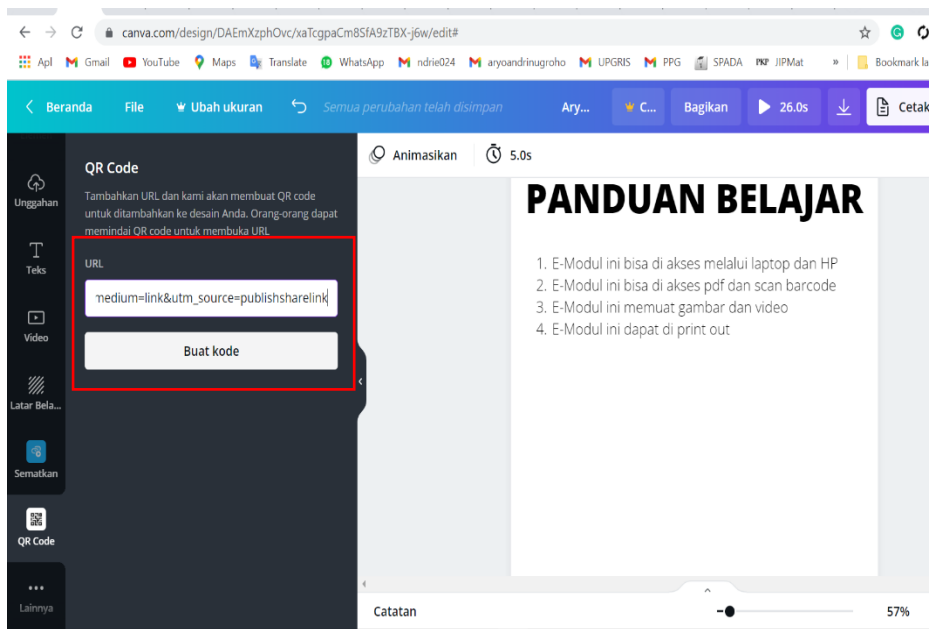 canva.com/design/DAEmXzphOvc/xaTcgpaCm8SfA9zTBX-j6w/edit#
Apl Gmail YouTube Maps Translate WhatsApp ndrie024 aryoandrinugroho UPGRIS PPG SPADA PKP JIPMat » Bookmark la
Beranda File Ubah ukuran Semua perubahan telah disimpan Ary... C... Bagikan 26.0s Cetak
Animasikan 5.0s
Unggahan
Teks
Video
Latar Bela...
Sematkan
QR Code
Lainnya
QR Code
Tambahkan URL dan kami akan membuat QR code
untuk ditambahkan ke desain Anda. Orang-orang dapat
memindai QR code untuk membuka URL
URL
medium=link&utm_source=publishsharelink
Buat kode
PANDUAN BELAJAR
1. E-Modul ini bisa di akses melalui laptop dan HP
2. E-Modul ini bisa di akses pdf dan scan barcode
3. E-Modul ini memuat gambar dan video
4. E-Modul ini dapat di print out
Catatan
57%